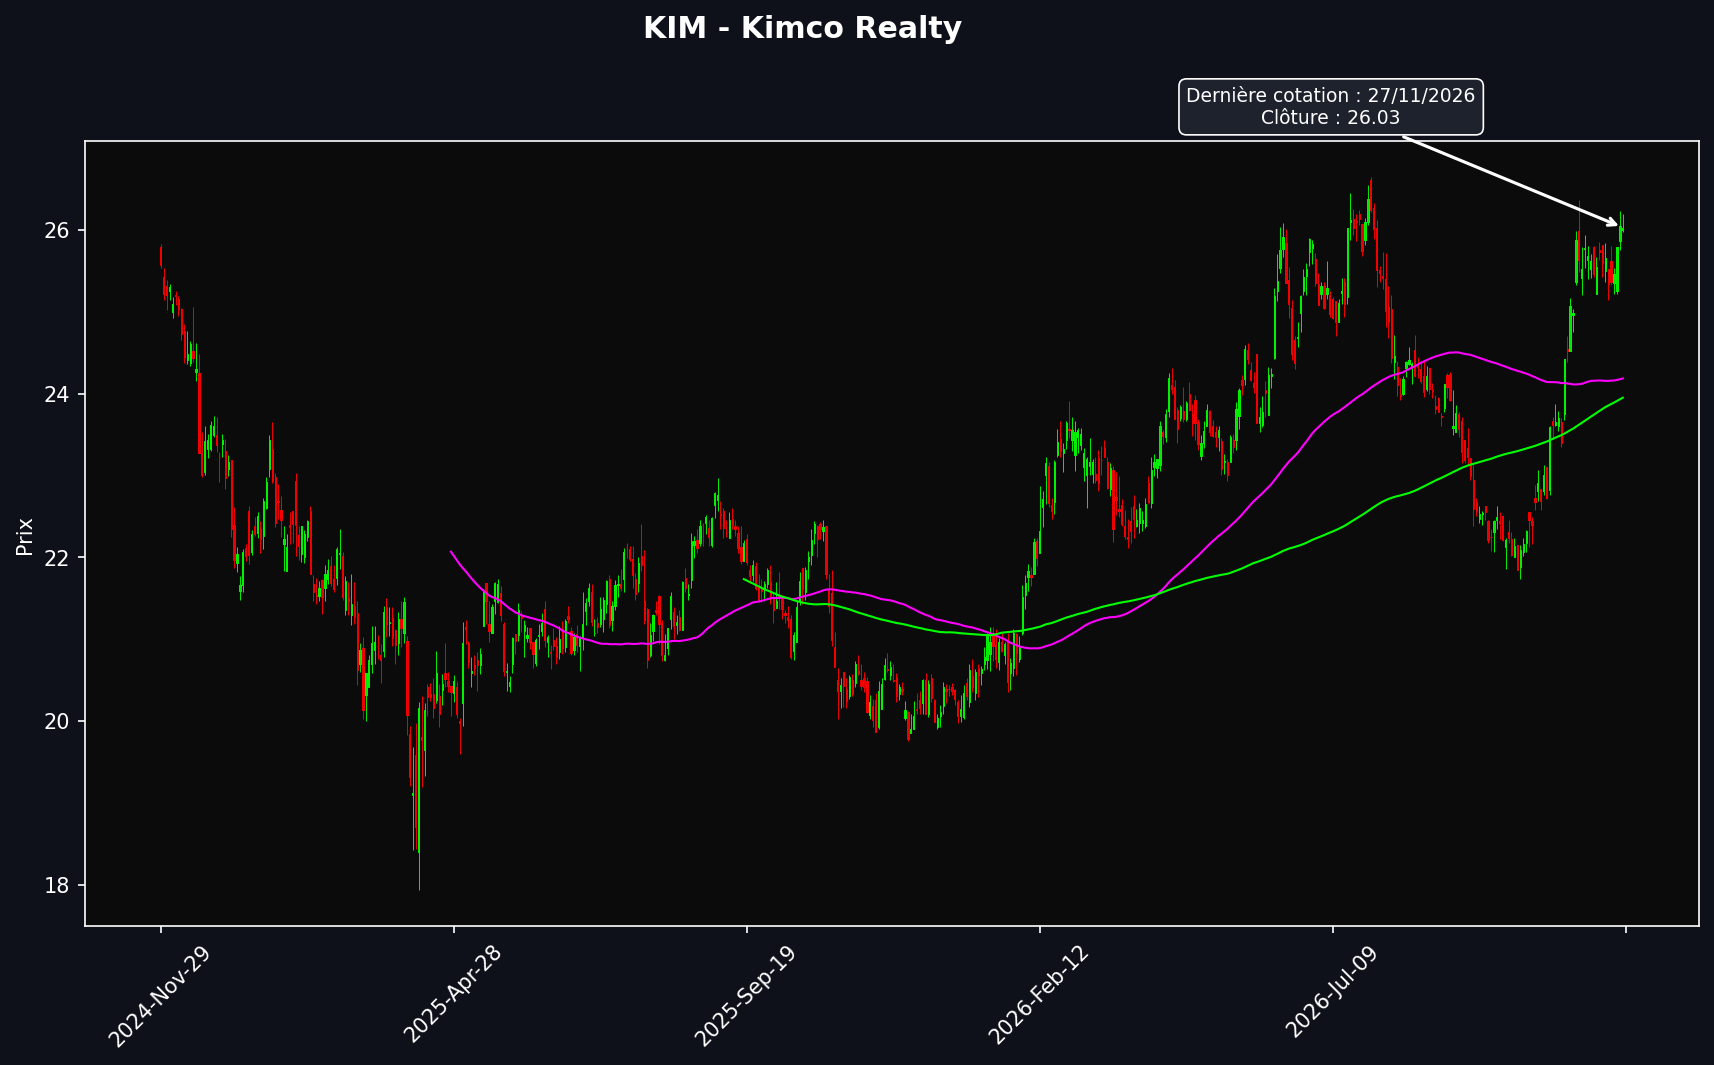 KIM - Kimco Realty
Dernière cotation : 27/11/2026
Clôture : 26.03
Prix
26
24
22
20
18
2024-Nov-29
2025-Apr-28
2025-Sep-19
2026-Feb-12
2026-Jul-09